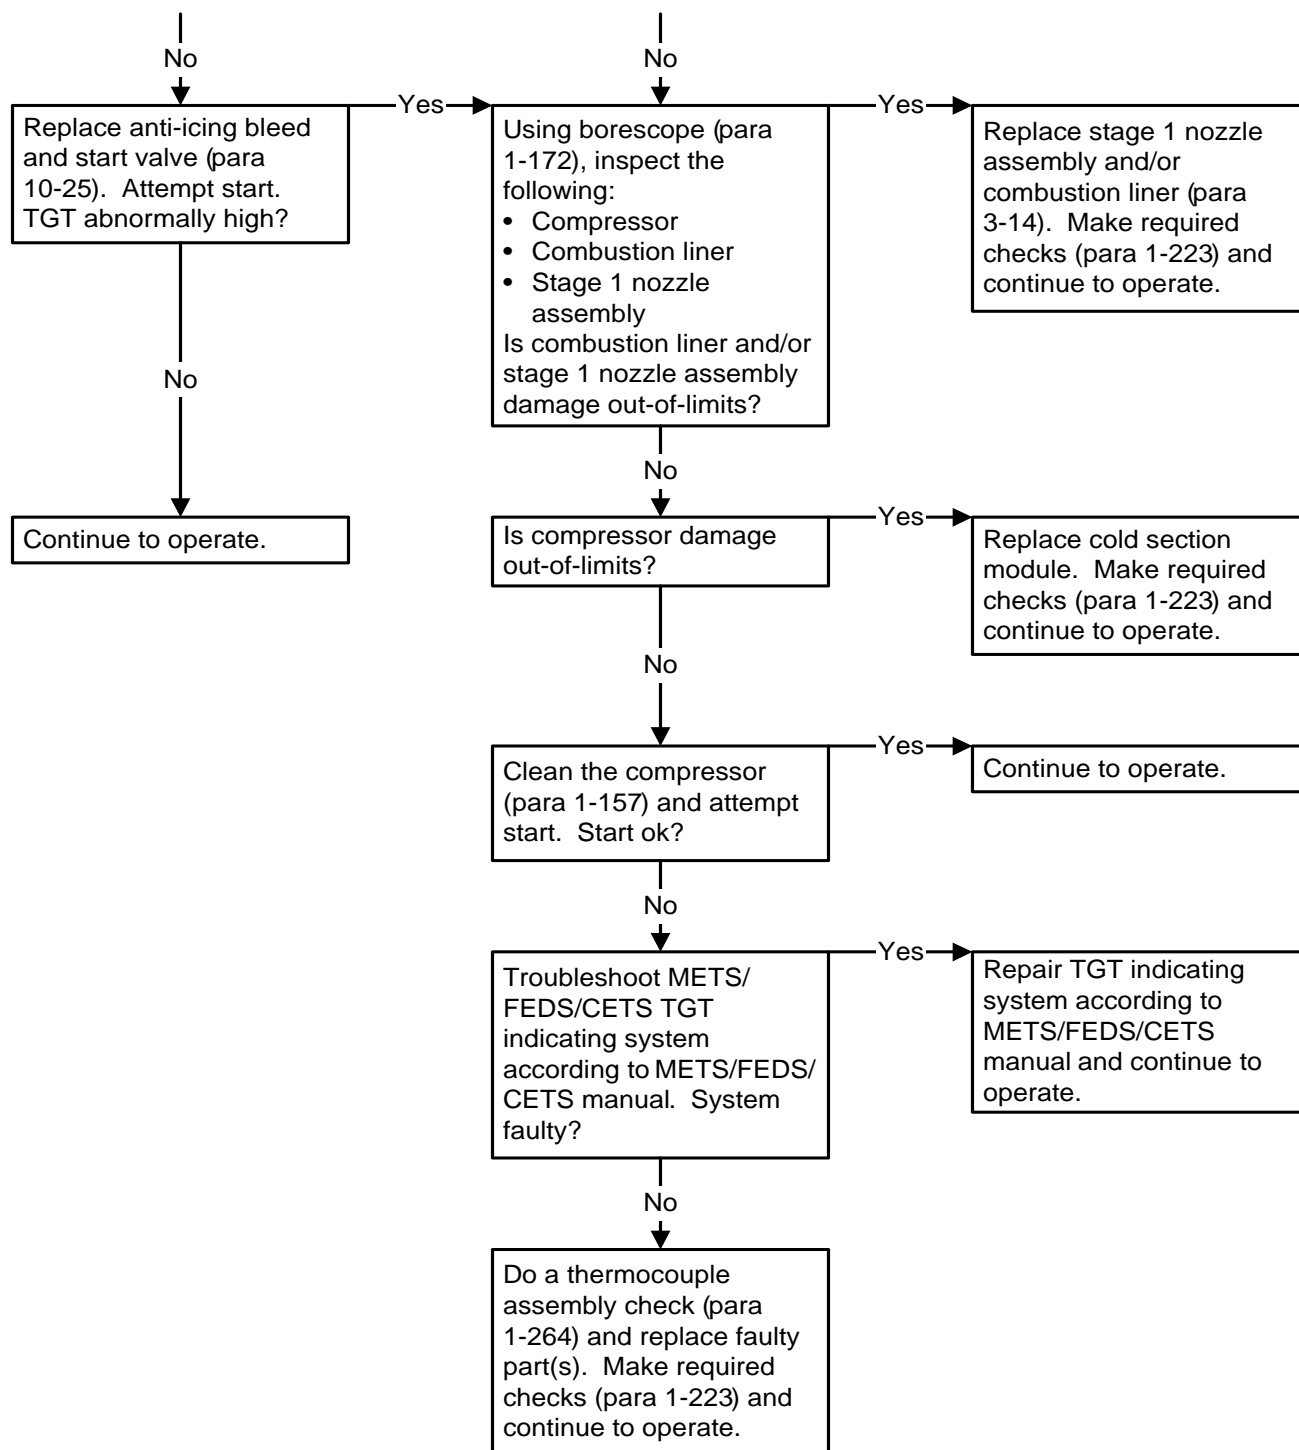 No
No
Replace anti-icing bleed
and start valve (para
10-25).  Attempt start.
TGT abnormally high?
Yes
Using borescope (para
1-172), inspect the
following:
• Compressor
• Combustion liner
• Stage 1 nozzle
assembly
Is combustion liner and/or
stage 1 nozzle assembly
damage out-of-limits?
Yes
Replace stage 1 nozzle
assembly and/or
combustion liner (para
3-14).  Make required
checks (para 1-223) and
continue to operate.
No
No
Continue to operate.
Is compressor damage
out-of-limits?
Yes
Replace cold section
module.  Make required
checks (para 1-223) and
continue to operate.
No
Clean the compressor
(para 1-157) and attempt
start.  Start ok?
Yes
Continue to operate.
No
Troubleshoot METS/
FEDS/CETS TGT
indicating system
according to METS/FEDS/
CETS manual.  System
faulty?
Yes
Repair TGT indicating
system according to
METS/FEDS/CETS
manual and continue to
operate.
No
Do a thermocouple
assembly check (para
1-264) and replace faulty
part(s).  Make required
checks (para 1-223) and
continue to operate.